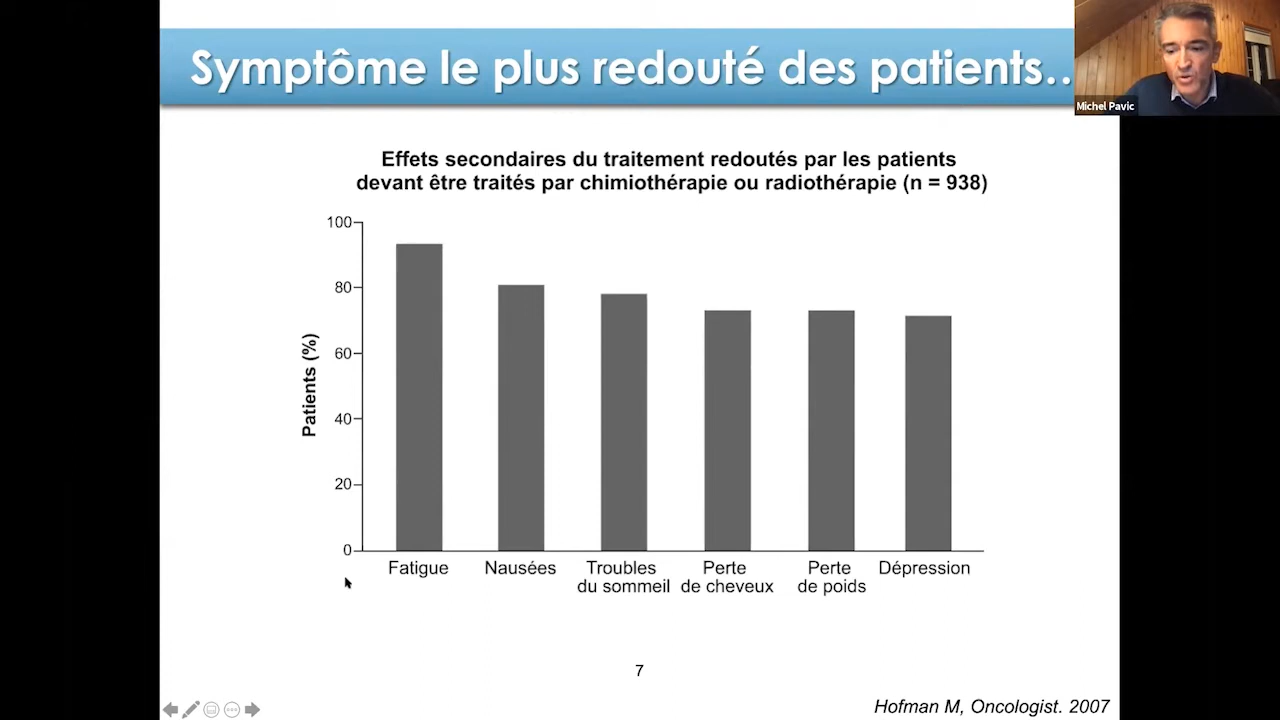 Symptôme le plus redouté des patients..
Michel Pavic
Effets secondaires du traitement redoutés par les patients
devant être traités par chimiothérapie ou radiothérapie (n = 938)
Patients (%)
100
80
60
40
20
0
Fatigue
Nausées
Troubles
du sommeil
Perte
de cheveux
Perte
de poids
Dépression
7
Hofman M, Oncologist. 2007